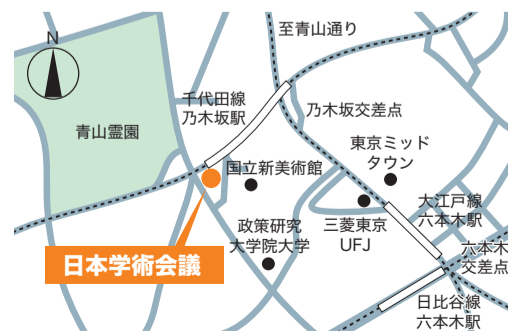 N
至青山通り
千代田線
乃木坂駅
乃木坂交差点
青山霊園
東京ミッド
タウン
国立新美術館
大江戸線
六本木駅
政策研究
大学院大学
三菱東京
UFJ
六本木
交差点
日本学術会議
日比谷線
六本木駅